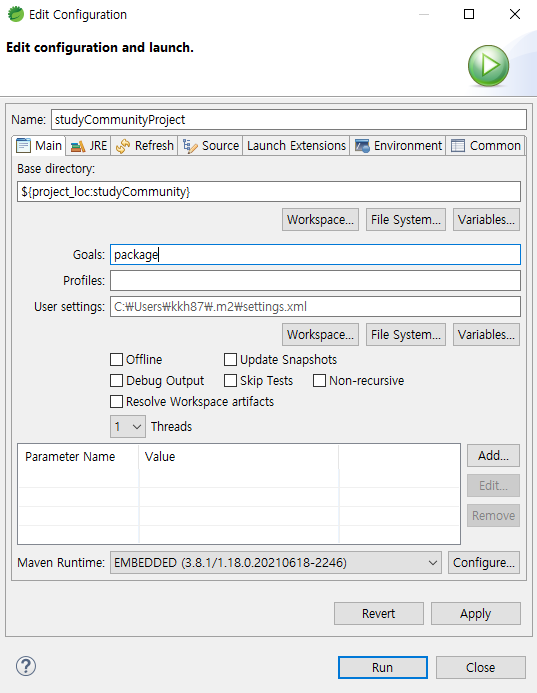 Edit Configuration
Edit configuration and launch.
Name: studyCommunityProject
Main JRE Refresh Source Launch Extensions Environment Common
Base directory:
${project_loc:studyCommunity}
Workspace... File System... Variables...
Goals: package
Profiles:
User settings: C:₩Users₩kkh87₩.m2₩settings.xml
Workspace... File System... Variables...
Offline Update Snapshots
Debug Output Skip Tests Non-recursive
Resolve Workspace artifacts
1 Threads
Parameter Name Value Add...
Edit...
Remove
Maven Runtime: EMBEDDED (3.8.1/1.18.0.20210618-2246) Configure...
Revert Apply
? Run Close